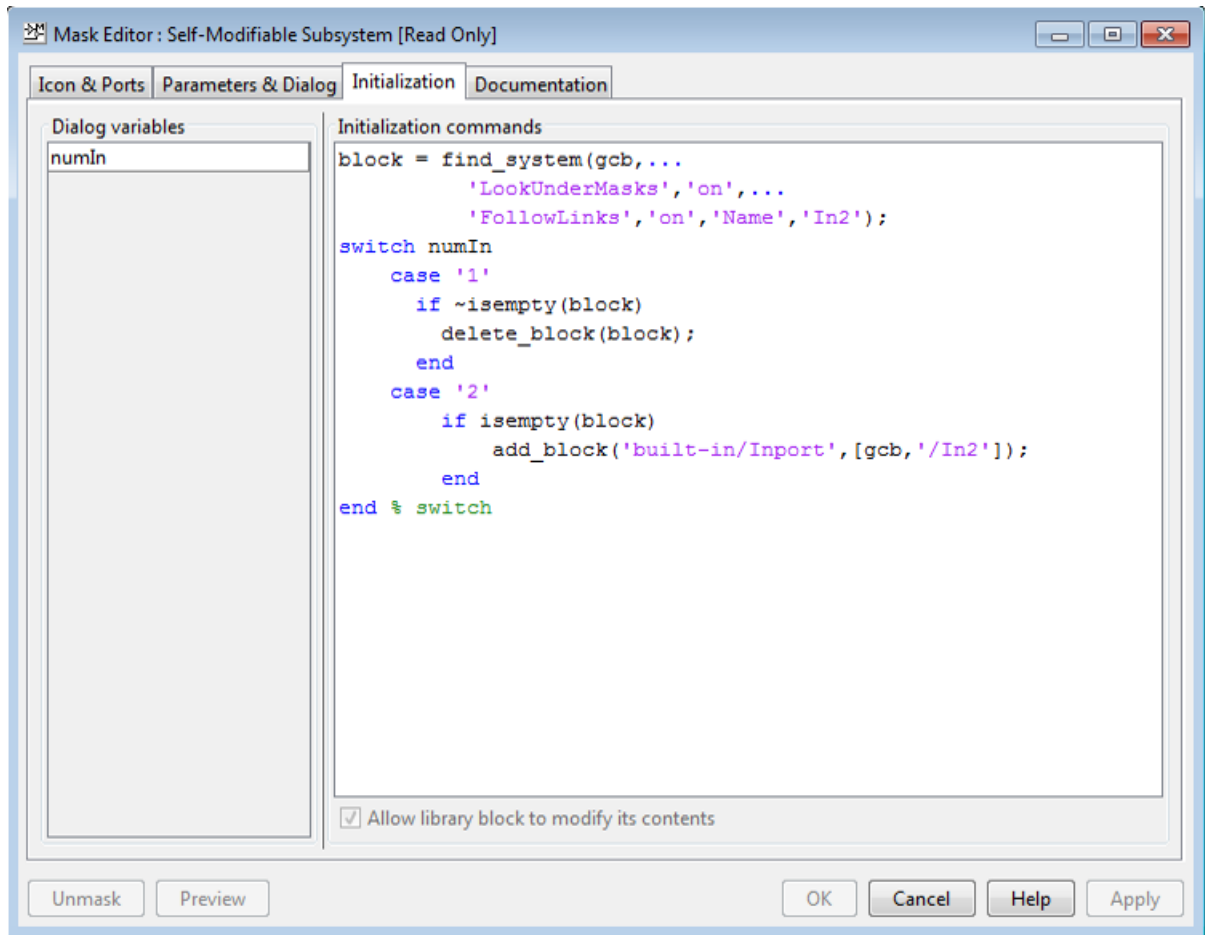 Mask Editor : Self-Modifiable Subsystem [Read Only]
Icon & Ports Parameters & Dialog Initialization Documentation
Dialog variables
numIn
Initialization commands
block = find_system(gcb,...
'LookUnderMasks','on',...
'FollowLinks','on','Name','In2');
switch numIn
case '1'
if ~isempty(block)
delete_block(block);
end
case '2'
if isempty(block)
add_block('built-in/Inport',[gcb,'/In2']);
end
end % switch
Allow library block to modify its contents
Unmask Preview OK Cancel Help Apply